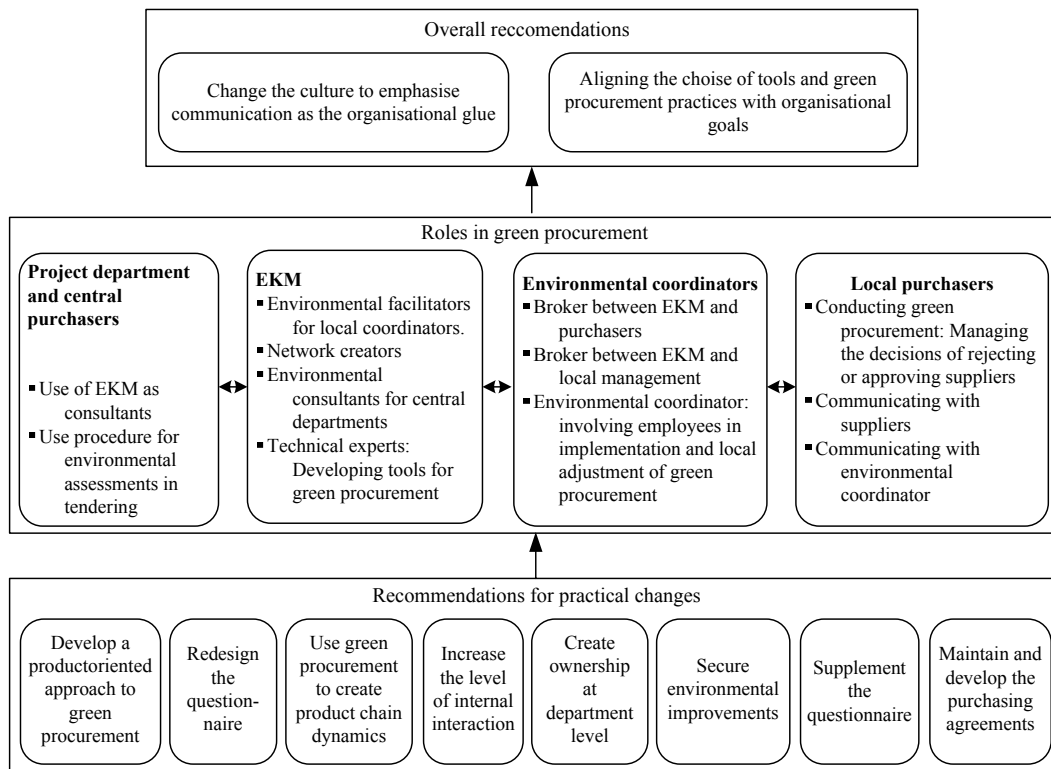 Overall reccomendations
Change the culture to emphasise
communication as the organisational glue
Aligning the choise of tools and green
procurement practices with organisational
goals
Roles in green procurement
Project department
and central
purchasers
▪ Use of EKM as
consultants
▪ Use procedure for
environmental
assessments in
tendering
EKM
▪ Environmental facilitators
for local coordinators.
▪ Network creators
▪ Environmental
consultants for central
departments
▪ Technical experts:
Developing tools for
green procurement
Environmental coordinators
▪ Broker between EKM and
purchasers
▪ Broker between EKM and
local management
▪ Environmental coordinator:
involving employees in
implementation and local
adjustment of green
procurement
Local purchasers
▪ Conducting green
procurement: Managing
the decisions of rejecting
or approving suppliers
▪ Communicating with
suppliers
▪ Communicating with
environmental
coordinator
Recommendations for practical changes
Develop a
productoriented
approach to
green
procurement
Redesign
the
question-
naire
Use green
procurement
to create
product chain
dynamics
Increase
the level
of internal
interaction
Create
ownership
at
department
level
Secure
environmental
improvements
Supplement
the
questionnaire
Maintain and
develop the
purchasing
agreements